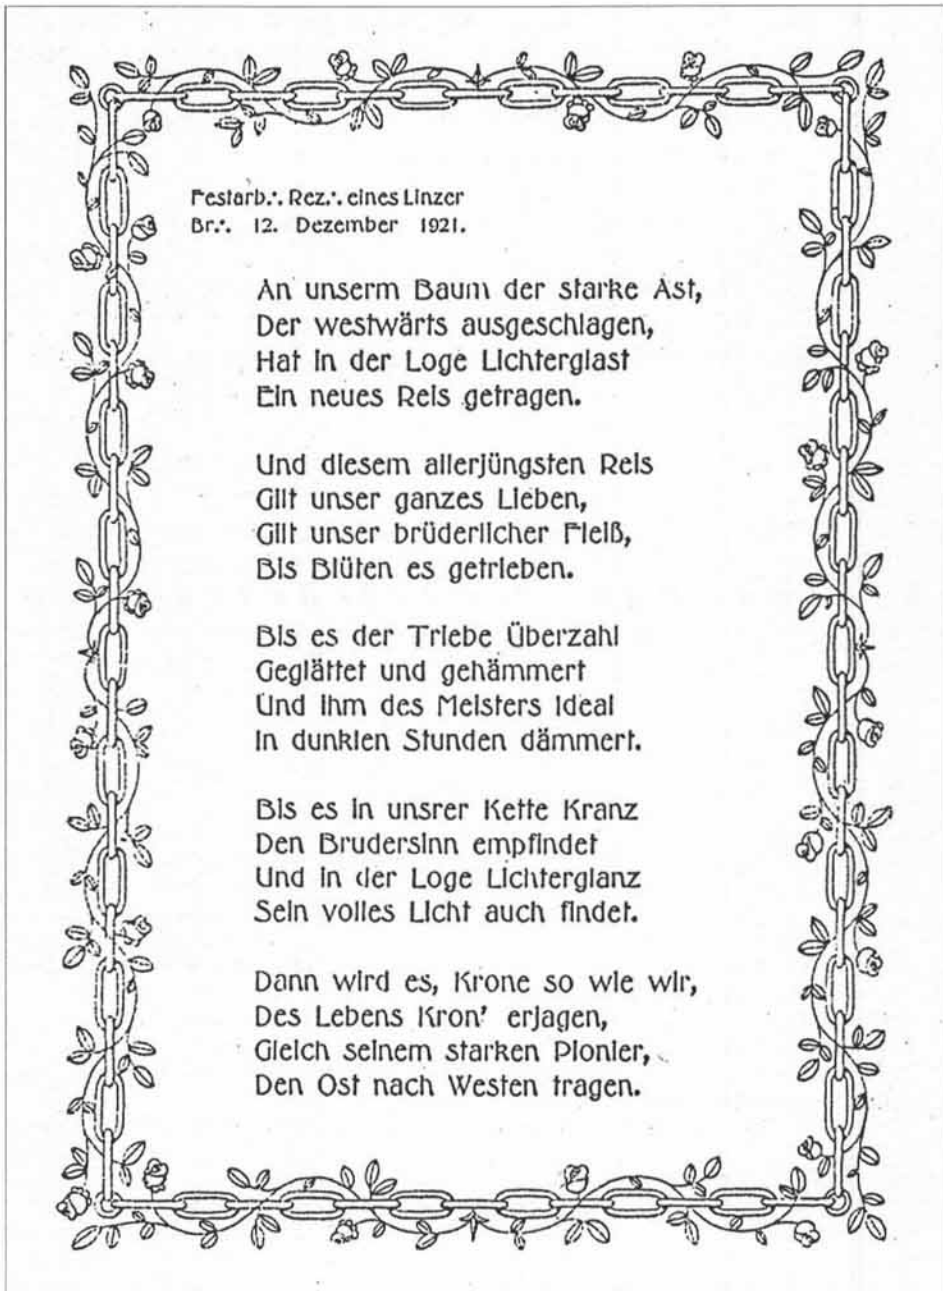 Festarb.·. Rez.·. eines Linzer
Br.·. 12. Dezember 1921.
An unserm Baum der starke Ast,
Der westwärts ausgeschlagen,
Hat in der Loge Lichterglast
Ein neues Reis getragen.
Und diesem allerjüngsten Reis
Gilt unser ganzes Lieben,
Gilt unser brüderlicher Fleiß,
Bis Blüten es getrieben.
Bis es der Triebe Überzahl
Geglättet und gehämmert
Und ihm des Meisters Ideal
In dunklen Stunden dämmert.
Bis es in unsrer Kette Kranz
Den Brudersinn empfindet
Und in der Loge Lichterglanz
Sein volles Licht auch findet.
Dann wird es, Krone so wie wir,
Des Lebens Kron' erjagen,
Gleich seinem starken Pionier,
Den Ost nach Westen tragen.